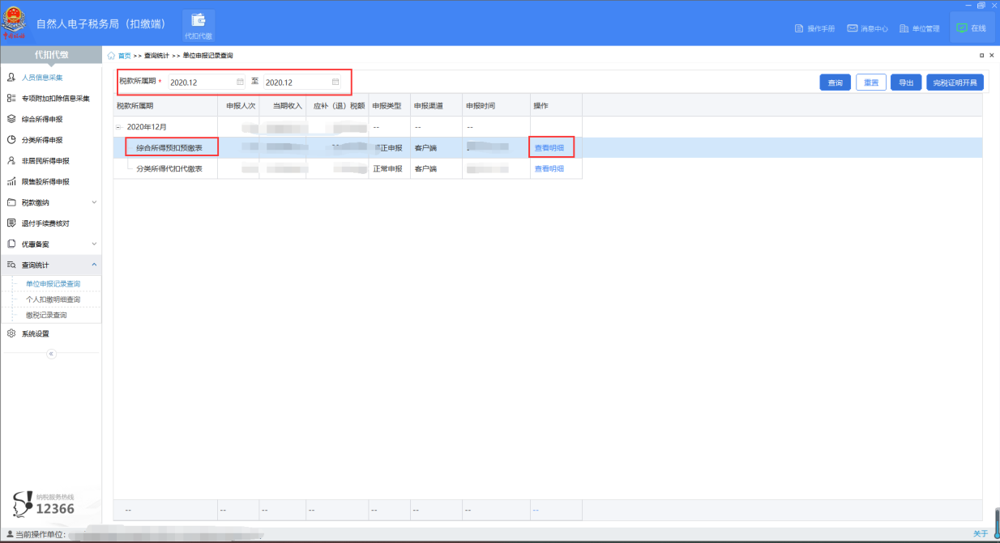 自然人电子税务局（扣缴端）
代扣代缴
操作手册 消息中心 单位管理 在线
代扣代缴
首页 >> 查询统计 >> 单位申报记录查询
人员信息采集
专项附加扣除信息采集
综合所得申报
分类所得申报
非居民所得申报
限售股所得申报
税款缴纳
退付手续费核对
优惠备案
查询统计
单位申报记录查询
个人扣缴明细查询
缴税记录查询
系统设置
税款所属期 * 2020.12 至 2020.12
查询 重置 导出 完税证明开具
税款所属期 申报人次 当期收入 应补（退）税额 申报类型 申报渠道 申报时间 操作
2020年12月 -- -- --
综合所得预扣预缴表 正申报 客户端 查看明细
分类所得代扣代缴表 正常申报 客户端 查看明细
-- -- -- -- -- -- -- --
纳税服务热线
12366
当前操作单位：
关于